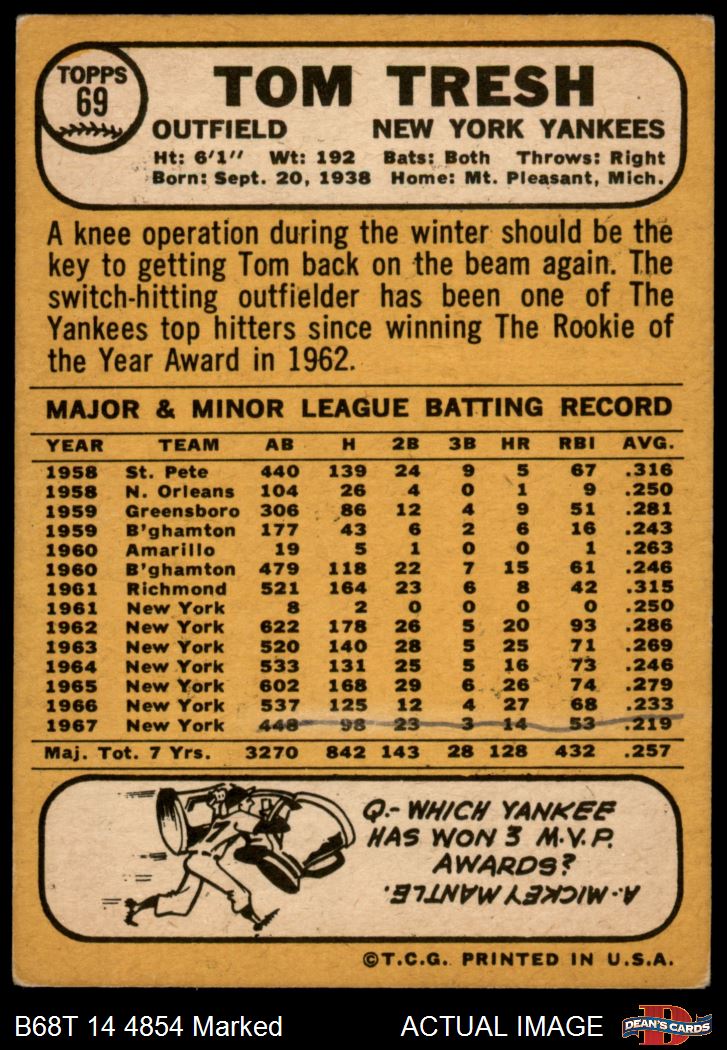 TOPPS
69
TOM TRESH
OUTFIELD NEW YORK YANKEES
Ht: 6'1" Wt: 192 Bats: Both Throws: Right
Born: Sept. 20, 1938 Home: Mt. Pleasant, Mich.
A knee operation during the winter should be the
key to getting Tom back on the beam again. The
switch-hitting outfielder has been one of The
Yankees top hitters since winning The Rookie of
the Year Award in 1962.
MAJOR & MINOR LEAGUE BATTING RECORD
YEAR TEAM AB H 2B 3B HR RBI AVG.
1958 St. Pete 440 139 24 9 5 67 .316
1958 N. Orleans 104 26 4 0 1 9 .250
1959 Greensboro 306 86 12 4 9 51 .281
1959 B'ghamton 177 43 6 2 6 16 .243
1960 Amarillo 19 5 1 0 0 1 .263
1960 B'ghamton 479 118 22 7 15 61 .246
1961 Richmond 521 164 23 6 8 42 .315
1961 New York 8 2 0 0 0 0 .250
1962 New York 622 178 26 5 20 93 .286
1963 New York 520 140 28 5 25 71 .269
1964 New York 533 131 25 5 16 73 .246
1965 New York 602 168 29 6 26 74 .279
1966 New York 537 125 12 4 27 68 .233
1967 New York 448 98 23 3 14 53 .219
Maj. Tot. 7 Yrs. 3270 842 143 28 128 432 .257
Q.- WHICH YANKEE
HAS WON 3 M.V.P.
AWARDS?
A.- MICKEY MANTLE.
©T.C.G. PRINTED IN U.S.A.
B68T 14 4854 Marked ACTUAL IMAGE
D
DEAN'S CARDS